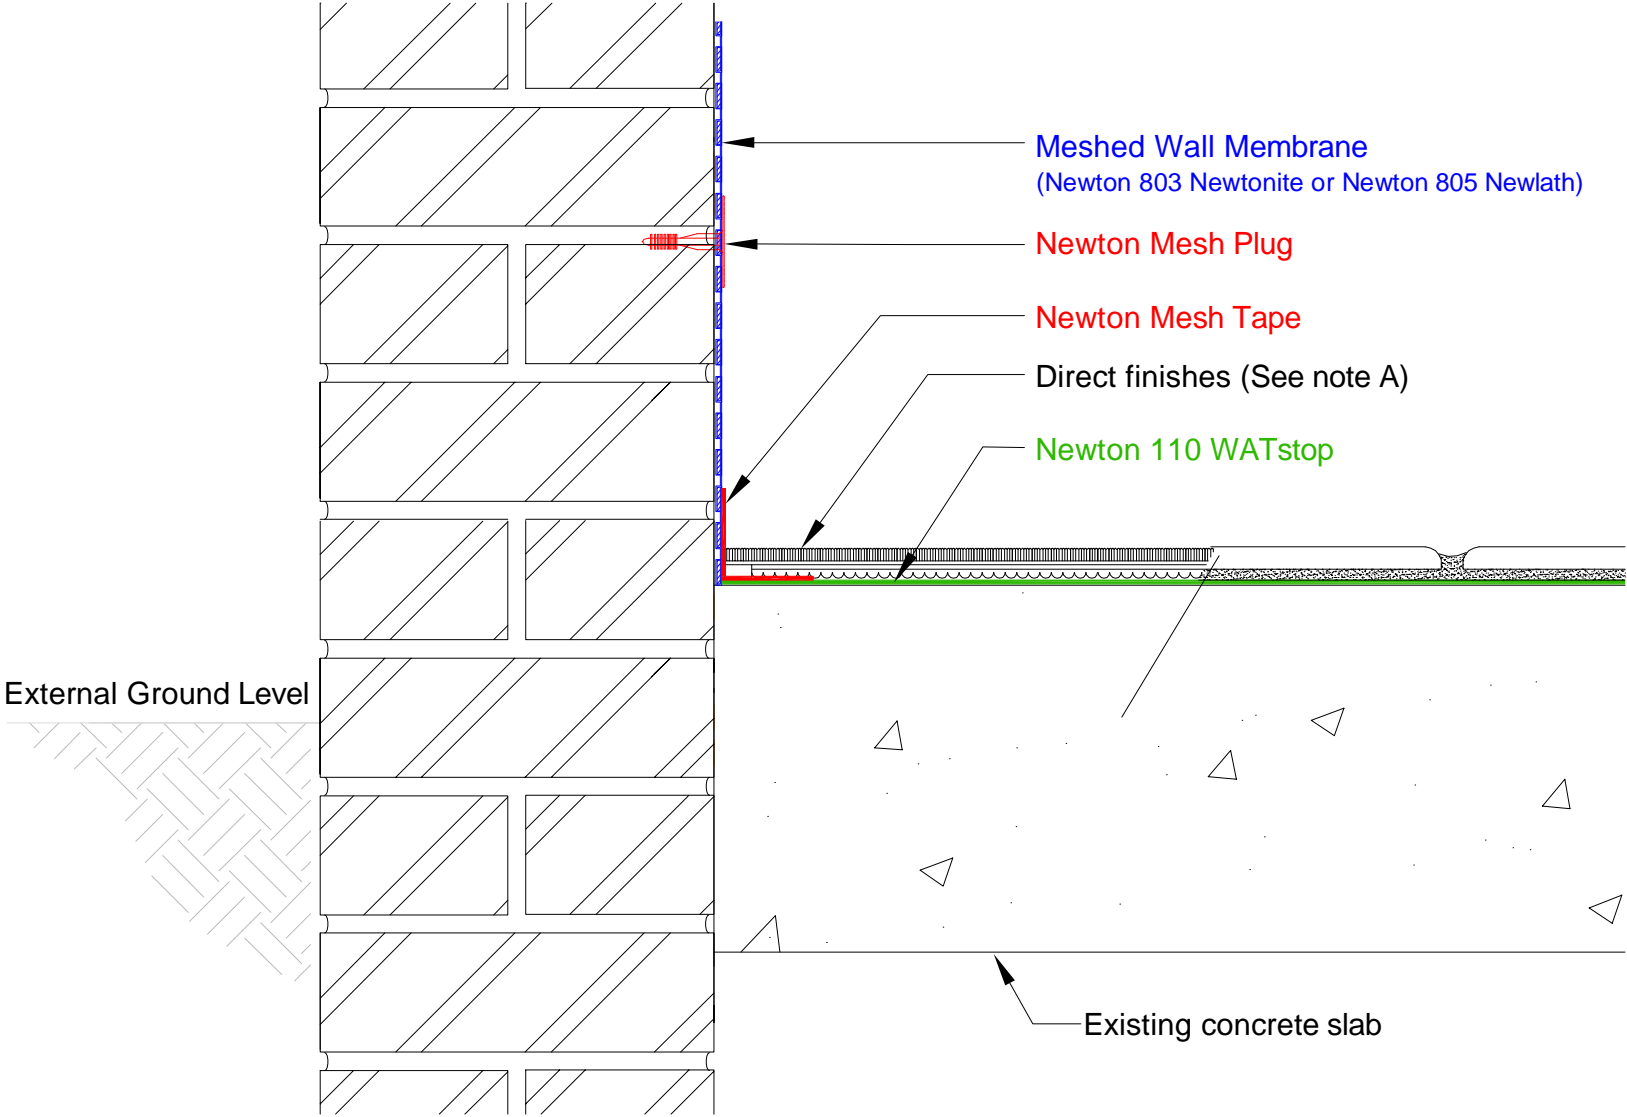 Meshed Wall Membrane
(Newton 803 Newtonite or Newton 805 Newlath)
Newton Mesh Plug
Newton Mesh Tape
Direct finishes (See note A)
Newton 110 WATstop
External Ground Level
Existing concrete slab